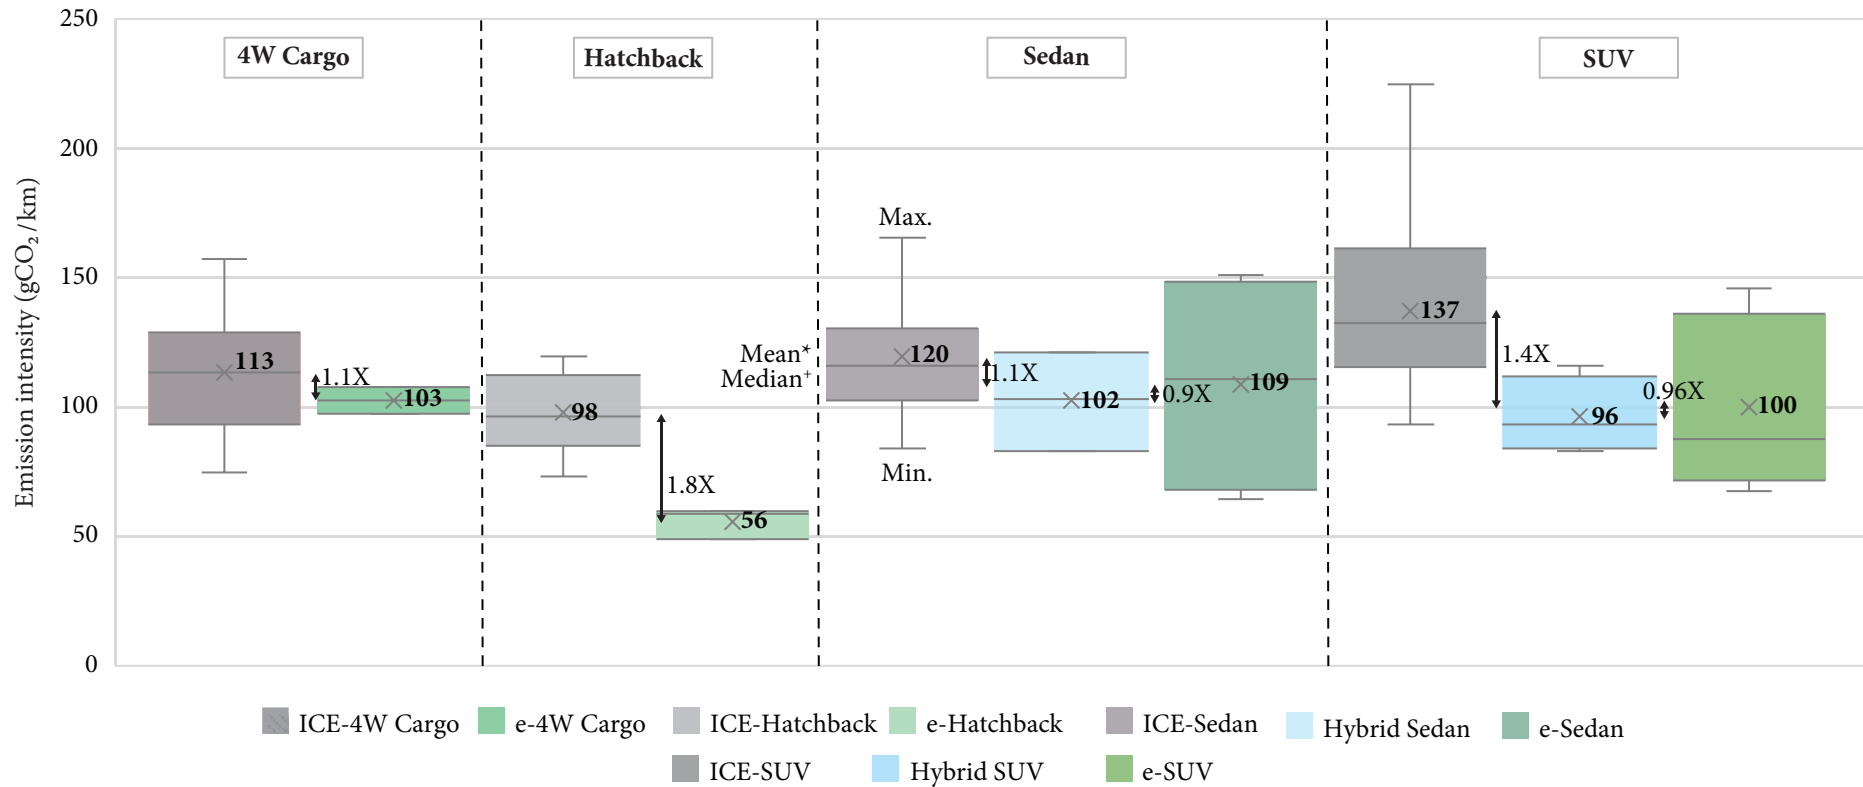 250
200
150
100
50
0
Emission intensity (gCO₂/km)
4W Cargo
Hatchback
Sedan
SUV
113
1.1X
103
98
1.8X
56
Max.
Mean*
Median⁺
Min.
120
1.1X
102
0.9X
109
137
1.4X
96
0.96X
100
ICE-4W Cargo e-4W Cargo ICE-Hatchback e-Hatchback ICE-Sedan Hybrid Sedan e-Sedan
ICE-SUV Hybrid SUV e-SUV